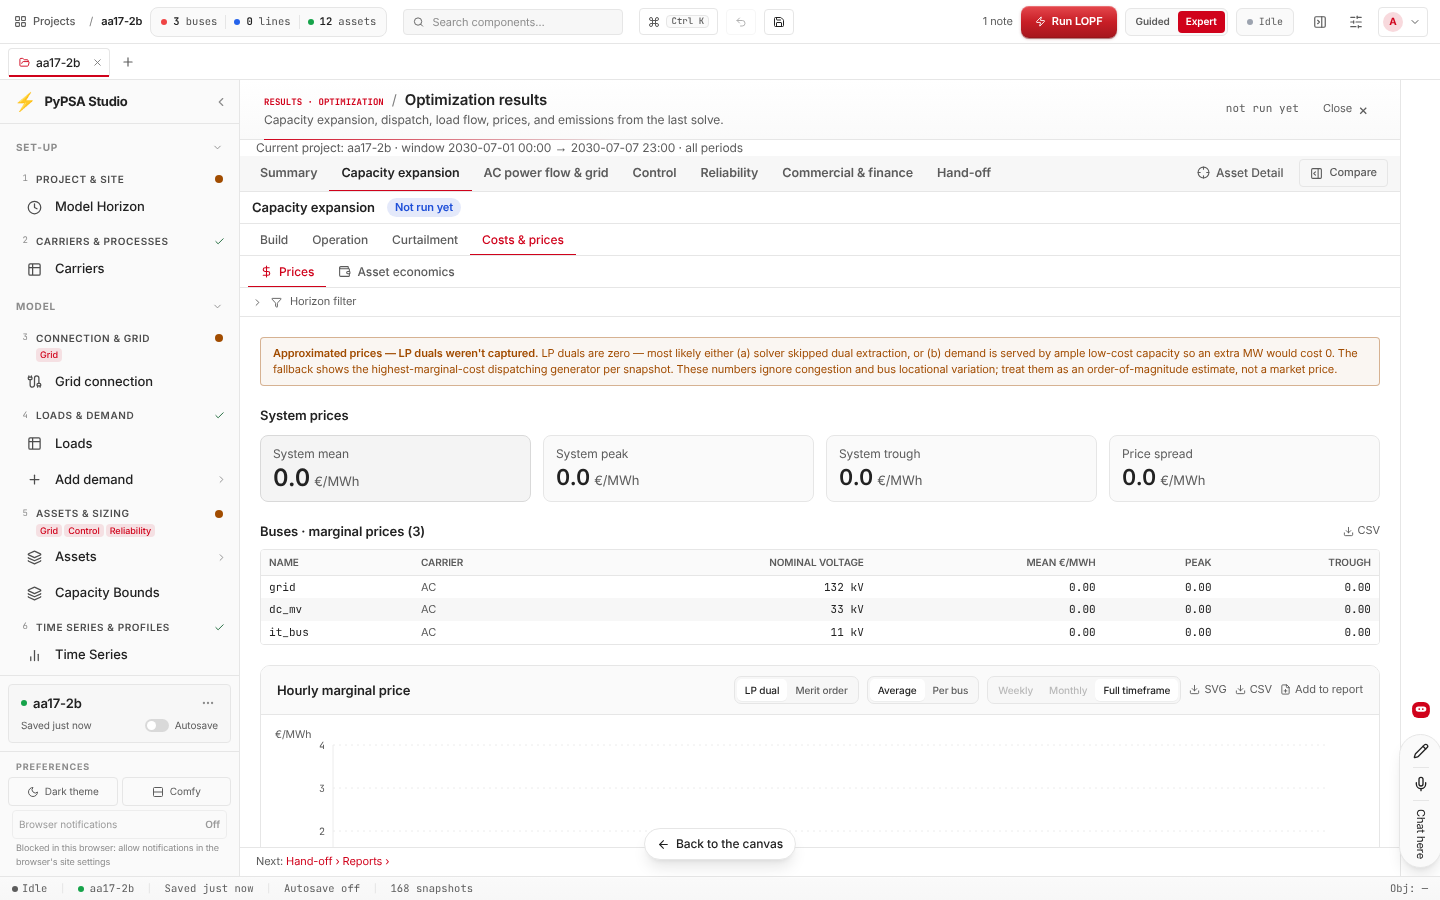 Projects / aa17-2b 3 buses 0 lines 12 assets Search components... ⌘ Ctrl K 1 note Run LOPF Guided Expert Idle A
aa17-2b × +
PyPSA Studio
SET-UP
1 PROJECT & SITE
Model Horizon
2 CARRIERS & PROCESSES
Carriers
MODEL
3 CONNECTION & GRID
Grid
Grid connection
4 LOADS & DEMAND
Loads
Add demand
5 ASSETS & SIZING
Grid Control Reliability
Assets
Capacity Bounds
6 TIME SERIES & PROFILES
Time Series
aa17-2b ...
Saved just now Autosave
PREFERENCES
Dark theme Comfy
Browser notifications Off
Blocked in this browser: allow notifications in the
browser's site settings
RESULTS · OPTIMIZATION / Optimization results
Capacity expansion, dispatch, load flow, prices, and emissions from the last solve.
not run yet Close ×
Current project: aa17-2b · window 2030-07-01 00:00 → 2030-07-07 23:00 · all periods
Summary Capacity expansion AC power flow & grid Control Reliability Commercial & finance Hand-off Asset Detail Compare
Capacity expansion Not run yet
Build Operation Curtailment Costs & prices
Prices Asset economics
Horizon filter
Approximated prices — LP duals weren't captured. LP duals are zero — most likely either (a) solver skipped dual extraction, or (b) demand is served by ample low-cost capacity so an extra MW would cost 0. The
fallback shows the highest-marginal-cost dispatching generator per snapshot. These numbers ignore congestion and bus locational variation; treat them as an order-of-magnitude estimate, not a market price.
System prices
System mean System peak System trough Price spread
0.0 €/MWh 0.0 €/MWh 0.0 €/MWh 0.0 €/MWh
Buses · marginal prices (3) CSV
NAME CARRIER NOMINAL VOLTAGE MEAN €/MWH PEAK TROUGH
grid AC 132 kV 0.00 0.00 0.00
dc_mv AC 33 kV 0.00 0.00 0.00
it_bus AC 11 kV 0.00 0.00 0.00
Hourly marginal price LP dual Merit order Average Per bus Weekly Monthly Full timeframe SVG CSV Add to report
€/MWh
4
3
2
← Back to the canvas
Next: Hand-off › Reports ›
Chat here
Idle aa17-2b Saved just now Autosave off 168 snapshots Obj: —